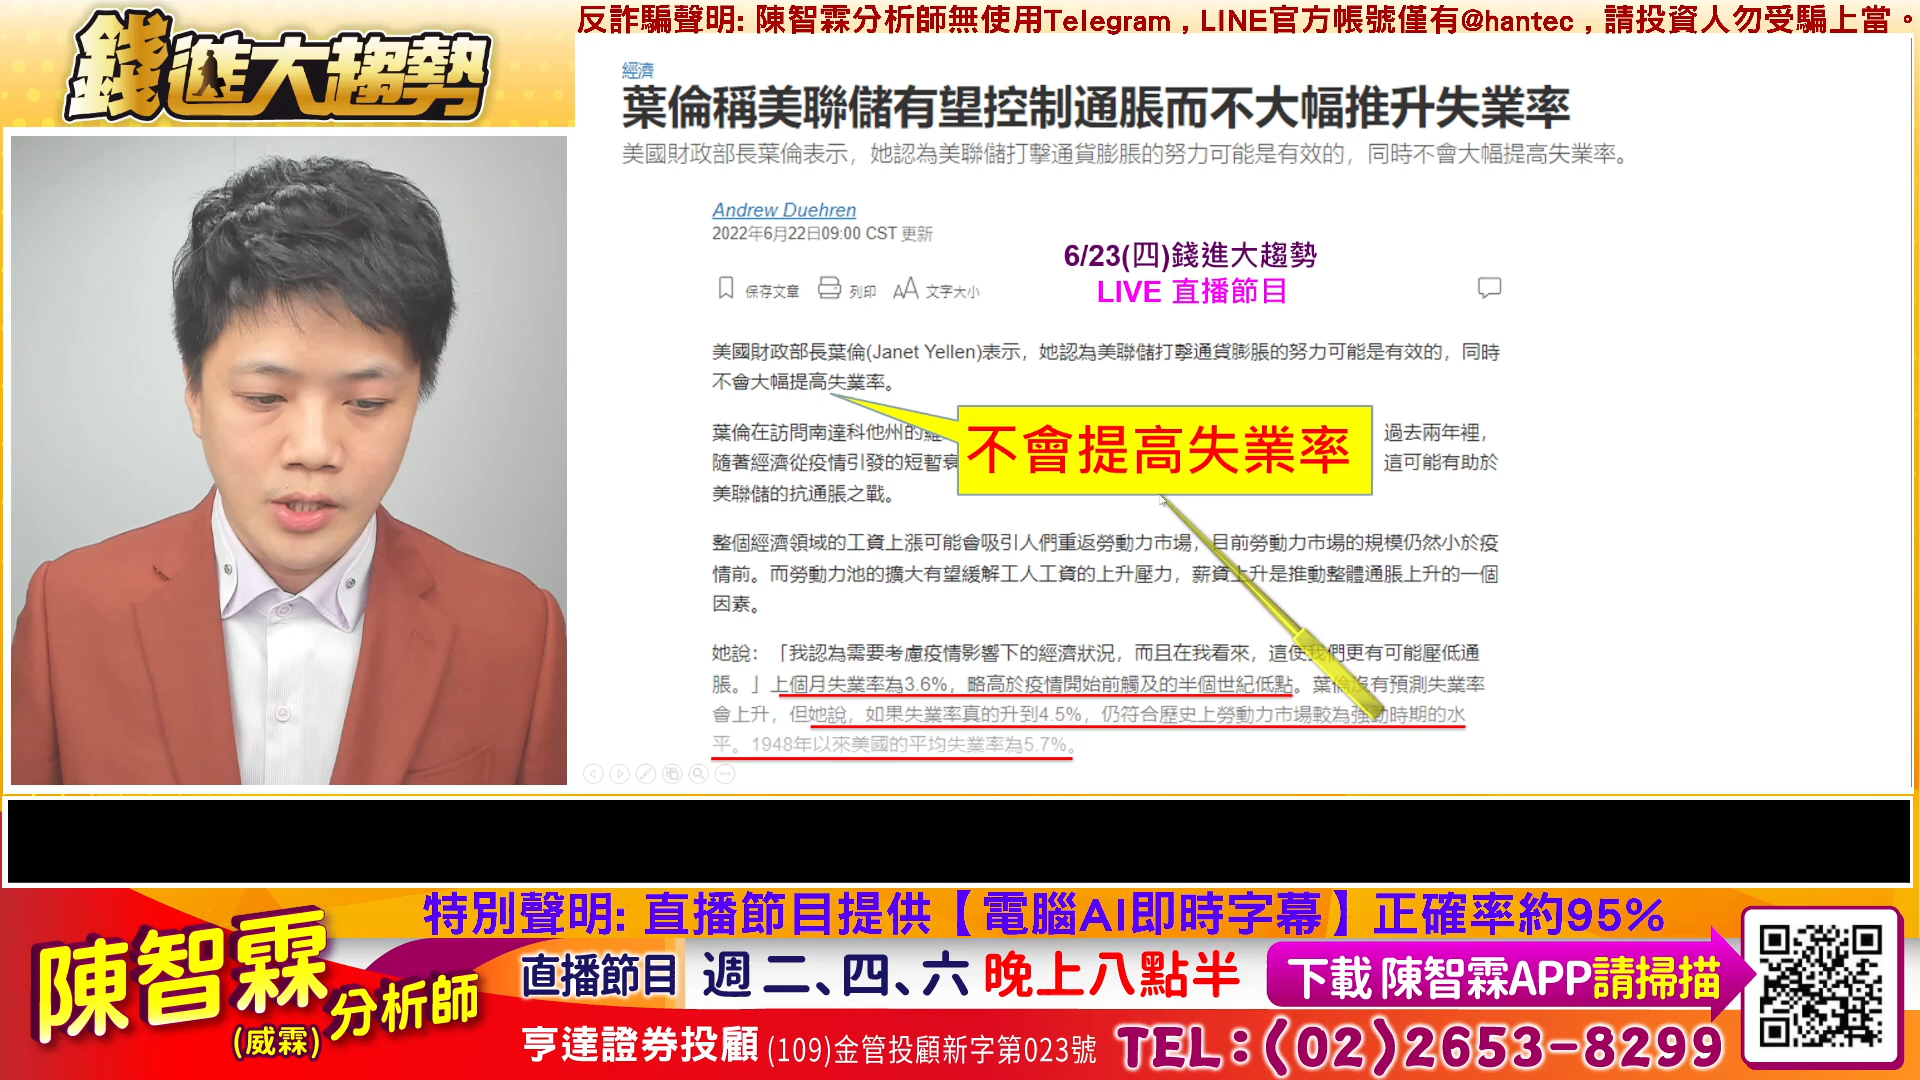 反詐騙聲明: 陳智霖分析師無使用Telegram , LINE官方帳號僅有@hantec , 請投資人勿受騙上當。
錢進大趨勢
經濟
葉倫稱美聯儲有望控制通脹而不大幅推升失業率
美國財政部長葉倫表示，她認為美聯儲打擊通貨膨脹的努力可能是有效的，同時不會大幅提高失業率。
Andrew Duehren
2022年6月22日09:00 CST 更新
6/23(四)錢進大趨勢
LIVE 直播節目
保存文章 列印 AA 文字大小
美國財政部長葉倫(Janet Yellen)表示，她認為美聯儲打擊通貨膨脹的努力可能是有效的，同時
不會大幅提高失業率。
葉倫在訪問南達科他州的 過去兩年裡，
不會提高失業率
隨著經濟從疫情引發的短暫 這可能有助於
美聯儲的抗通脹之戰。
整個經濟領域的工資上漲可能會吸引人們重返勞動力市場，目前勞動力市場的規模仍然小於疫
情前。而勞動力池的擴大有望緩解工人工資的上升壓力，薪資上升是推動整體通脹上升的一個
因素。
她說：「我認為需要考慮疫情影響下的經濟狀況，而且在我看來，這使我們更有可能壓低通
脹。」上個月失業率為3.6%，略高於疫情開始前觸及的半個世紀低點。葉倫沒有預測失業率
會上升，但她說，如果失業率真的升到4.5%，仍符合歷史上勞動力市場較為強勁時期的水
平。1948年以來美國的平均失業率為5.7%。
特別聲明: 直播節目提供【電腦AI即時字幕】正確率約95%
陳智霖分析師
(威霖)
直播節目 週二、四、六 晚上八點半
下載 陳智霖APP請掃描
亨達證券投顧 (109)金管投顧新字第023號 TEL:(02)2653-8299